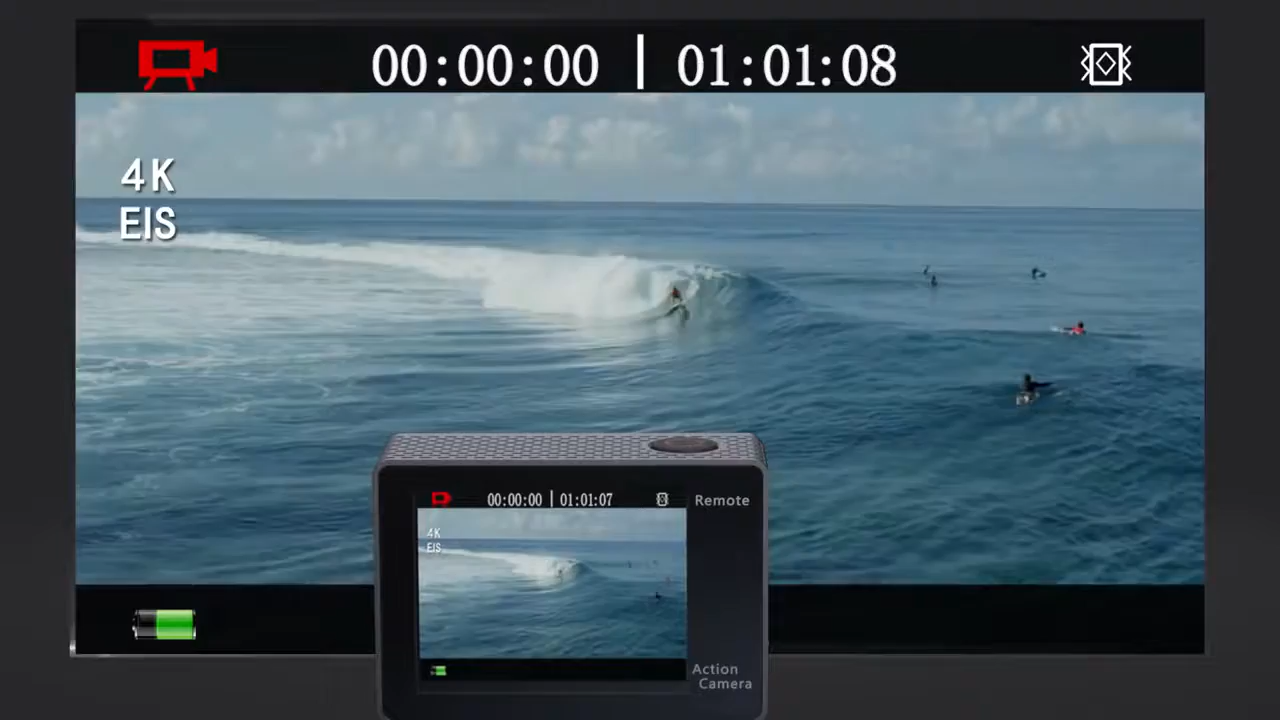 00:00:00 | 01:01:08
4K
EIS
00:00:00 | 01:01:07
Remote
4K
EIS
Action
Camera